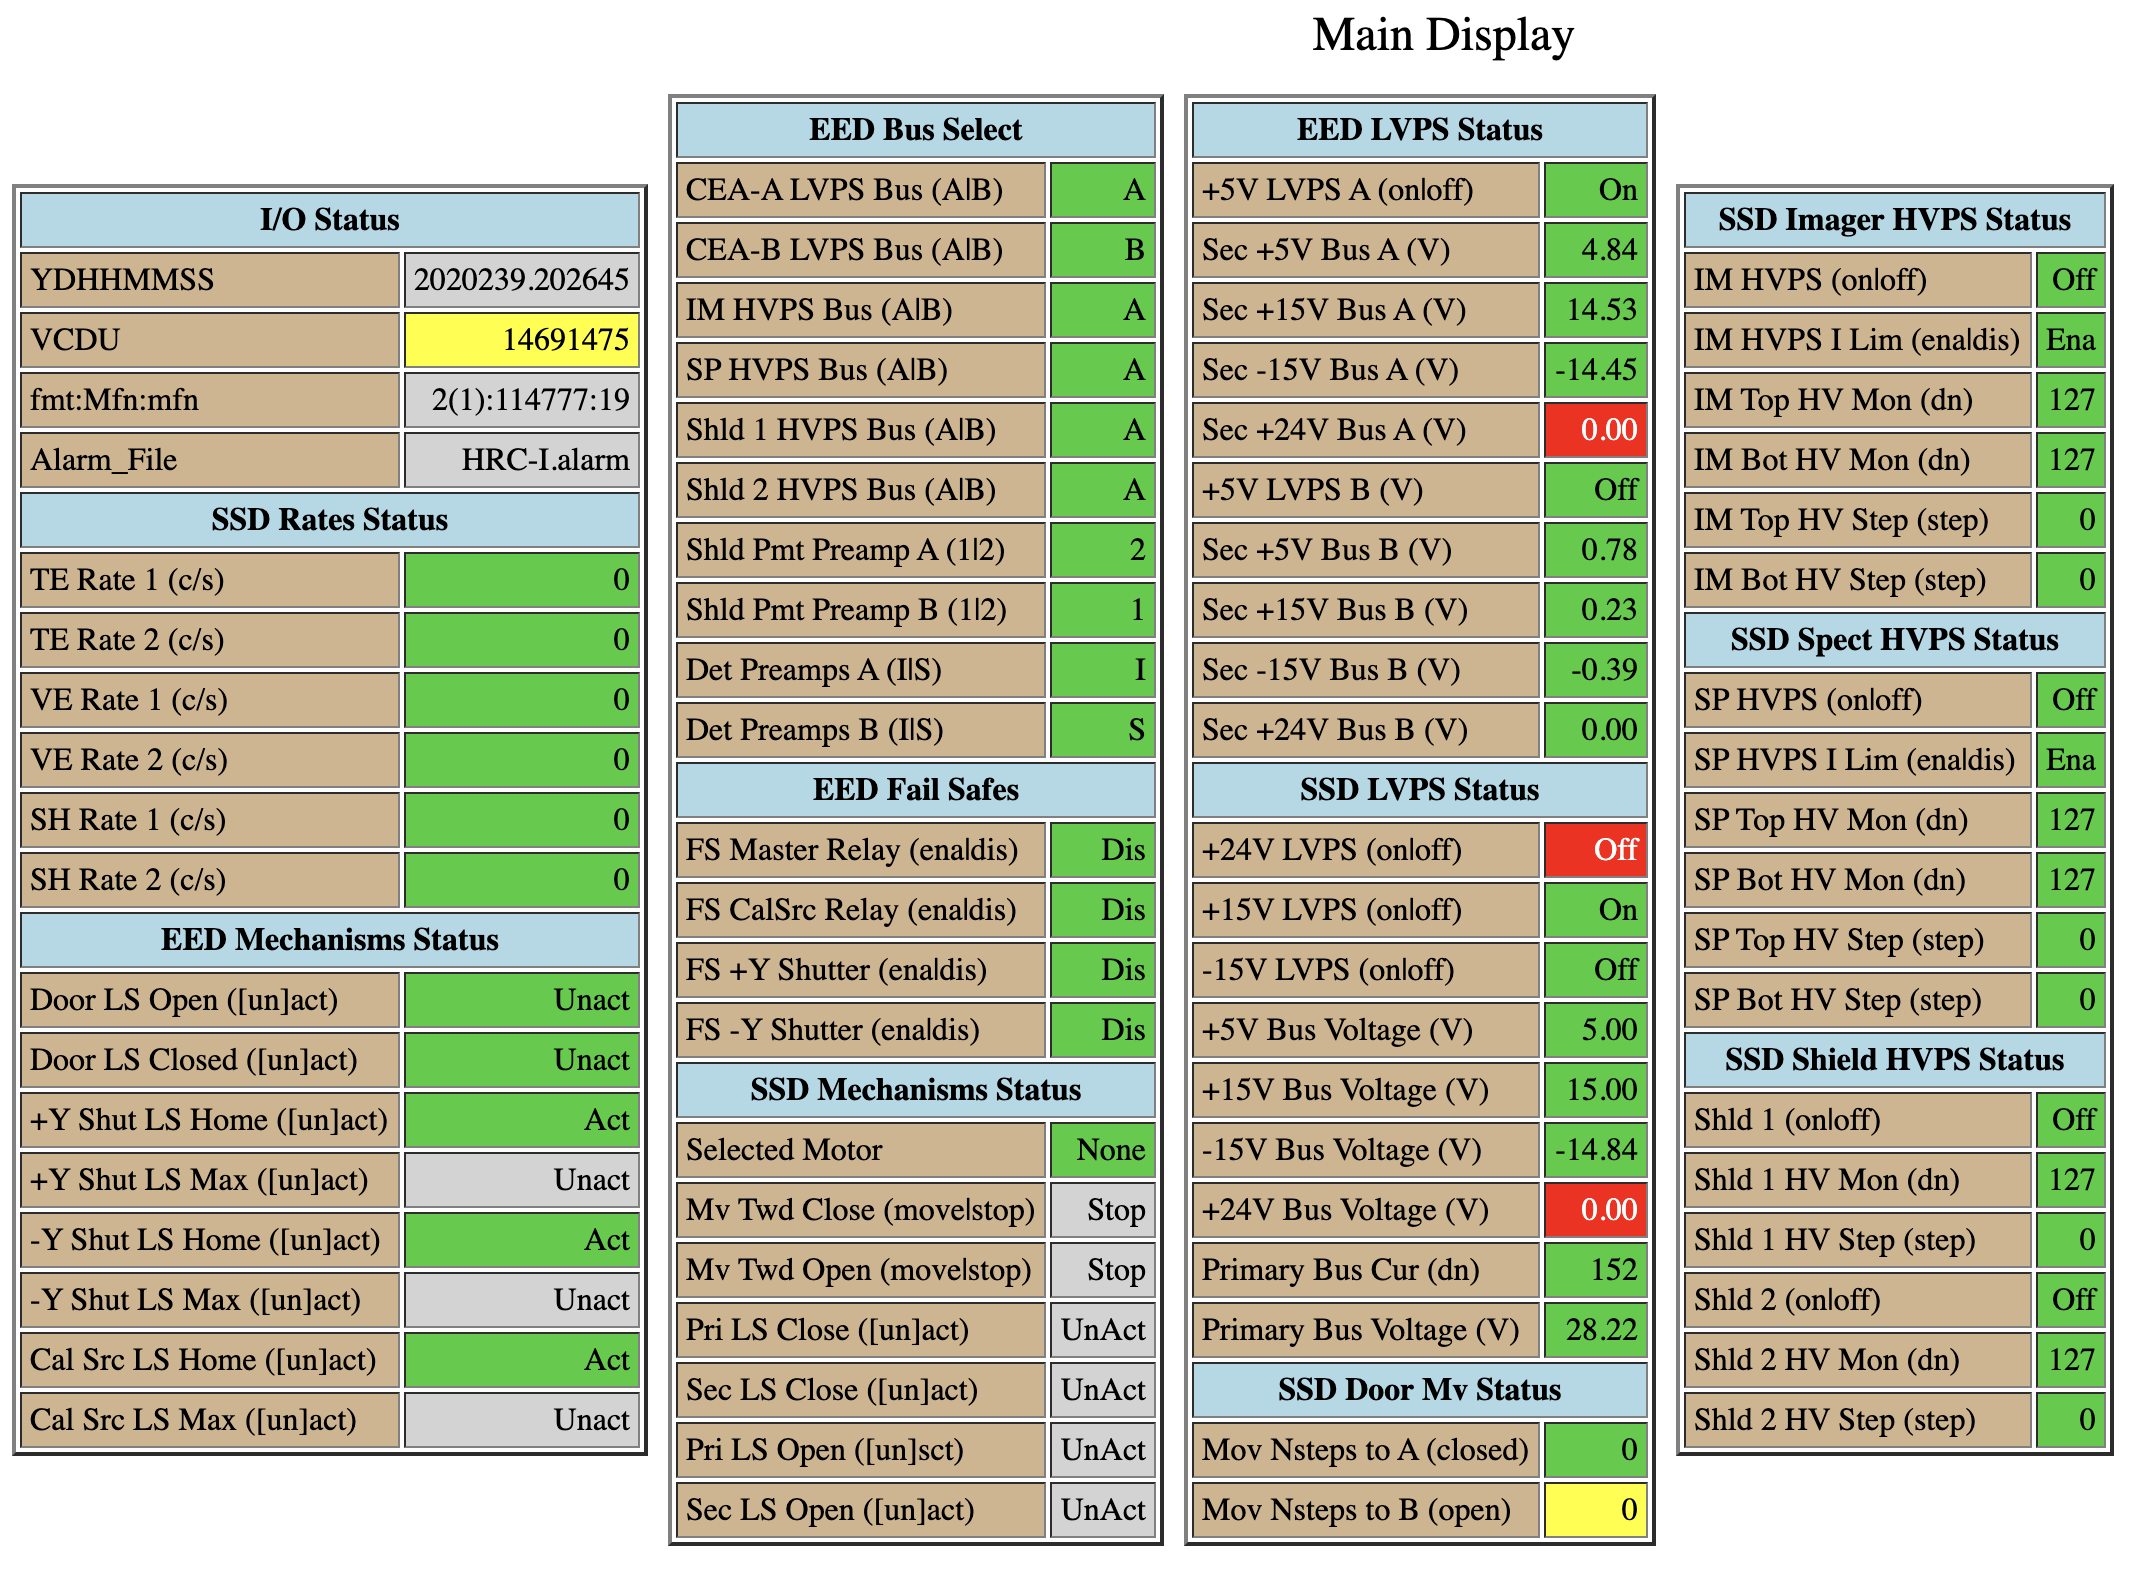 Main Display
I/O Status
YDHHMMSS 2020239.202645
VCDU 14691475
fmt:Mfn:mfn 2(1):114777:19
Alarm_File HRC-I.alarm
SSD Rates Status
TE Rate 1 (c/s) 0
TE Rate 2 (c/s) 0
VE Rate 1 (c/s) 0
VE Rate 2 (c/s) 0
SH Rate 1 (c/s) 0
SH Rate 2 (c/s) 0
EED Mechanisms Status
Door LS Open ([un]act) Unact
Door LS Closed ([un]act) Unact
+Y Shut LS Home ([un]act) Act
+Y Shut LS Max ([un]act) Unact
-Y Shut LS Home ([un]act) Act
-Y Shut LS Max ([un]act) Unact
Cal Src LS Home ([un]act) Act
Cal Src LS Max ([un]act) Unact
EED Bus Select
CEA-A LVPS Bus (A|B) A
CEA-B LVPS Bus (A|B) B
IM HVPS Bus (A|B) A
SP HVPS Bus (A|B) A
Shld 1 HVPS Bus (A|B) A
Shld 2 HVPS Bus (A|B) A
Shld Pmt Preamp A (1|2) 2
Shld Pmt Preamp B (1|2) 1
Det Preamps A (I|S) I
Det Preamps B (I|S) S
EED Fail Safes
FS Master Relay (ena|dis) Dis
FS CalSrc Relay (ena|dis) Dis
FS +Y Shutter (ena|dis) Dis
FS -Y Shutter (ena|dis) Dis
SSD Mechanisms Status
Selected Motor None
Mv Twd Close (move|stop) Stop
Mv Twd Open (move|stop) Stop
Pri LS Close ([un]act) UnAct
Sec LS Close ([un]act) UnAct
Pri LS Open ([un]sct) UnAct
Sec LS Open ([un]act) UnAct
EED LVPS Status
+5V LVPS A (on|off) On
Sec +5V Bus A (V) 4.84
Sec +15V Bus A (V) 14.53
Sec -15V Bus A (V) -14.45
Sec +24V Bus A (V) 0.00
+5V LVPS B (V) Off
Sec +5V Bus B (V) 0.78
Sec +15V Bus B (V) 0.23
Sec -15V Bus B (V) -0.39
Sec +24V Bus B (V) 0.00
SSD LVPS Status
+24V LVPS (on|off) Off
+15V LVPS (on|off) On
-15V LVPS (on|off) Off
+5V Bus Voltage (V) 5.00
+15V Bus Voltage (V) 15.00
-15V Bus Voltage (V) -14.84
+24V Bus Voltage (V) 0.00
Primary Bus Cur (dn) 152
Primary Bus Voltage (V) 28.22
SSD Door Mv Status
Mov Nsteps to A (closed) 0
Mov Nsteps to B (open) 0
SSD Imager HVPS Status
IM HVPS (on|off) Off
IM HVPS I Lim (ena|dis) Ena
IM Top HV Mon (dn) 127
IM Bot HV Mon (dn) 127
IM Top HV Step (step) 0
IM Bot HV Step (step) 0
SSD Spect HVPS Status
SP HVPS (on|off) Off
SP HVPS I Lim (ena|dis) Ena
SP Top HV Mon (dn) 127
SP Bot HV Mon (dn) 127
SP Top HV Step (step) 0
SP Bot HV Step (step) 0
SSD Shield HVPS Status
Shld 1 (on|off) Off
Shld 1 HV Mon (dn) 127
Shld 1 HV Step (step) 0
Shld 2 (on|off) Off
Shld 2 HV Mon (dn) 127
Shld 2 HV Step (step) 0